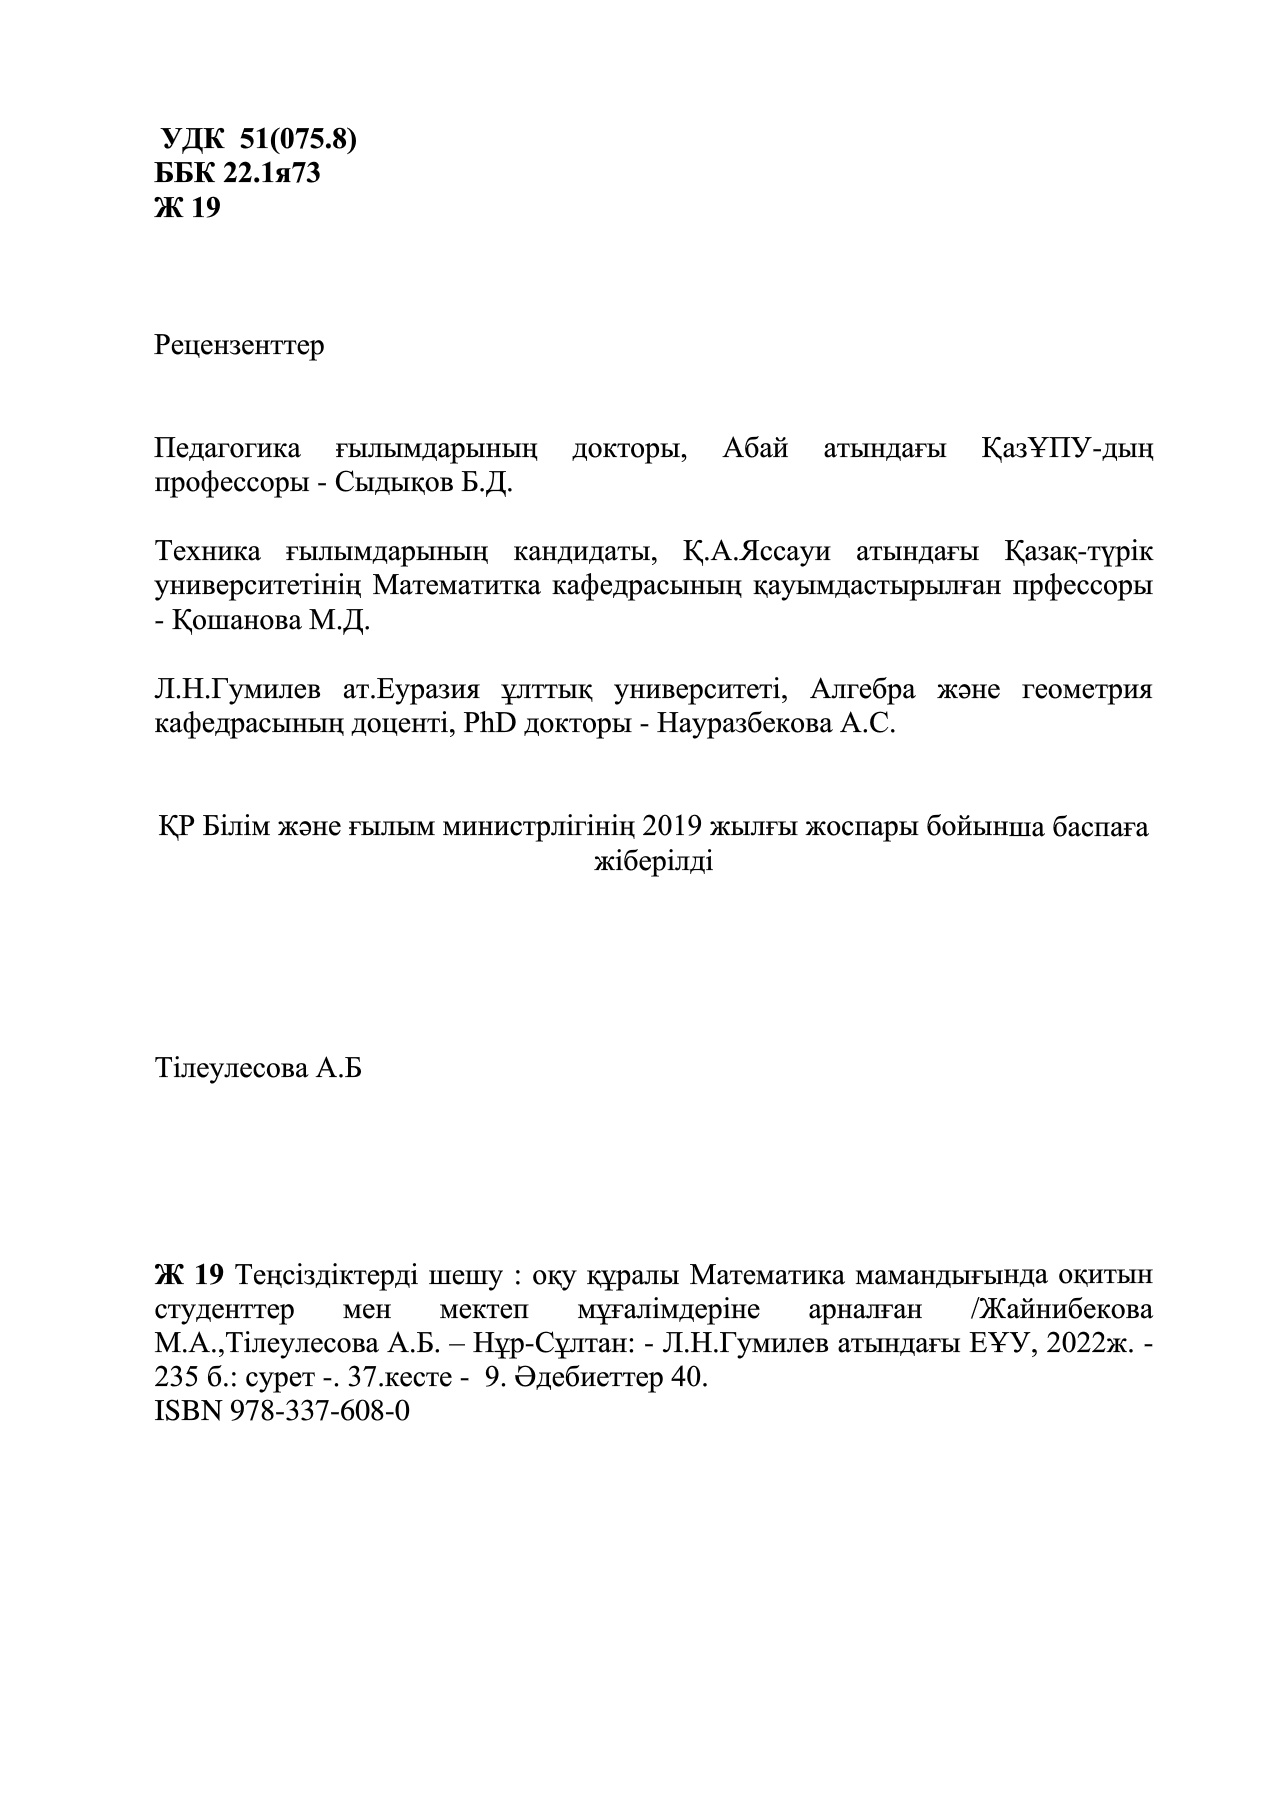 УДК 51(075.8)
ББК 22.1я73
Ж 19
Рецензенттер
Педагогика ғылымдарының докторы, Абай атындағы ҚазҰПУ-дың
профессоры - Сыдықов Б.Д.
Техника ғылымдарының кандидаты, Қ.А.Яссауи атындағы Қазақ-түрік
университетінің Математитка кафедрасының қауымдастырылған прфессоры
- Қошанова М.Д.
Л.Н.Гумилев ат.Еуразия ұлттық университеті, Алгебра және геометрия
кафедрасының доценті, PhD докторы - Науразбекова А.С.
ҚР Білім және ғылым министрлігінің 2019 жылғы жоспары бойынша баспаға
жіберілді
Тілеулесова А.Б
Ж 19 Теңсіздіктерді шешу : оқу құралы Математика мамандығында оқитын
студенттер мен мектеп мұғалімдеріне арналған /Жайнибекова
М.А.,Тілеулесова А.Б. – Нұр-Сұлтан: - Л.Н.Гумилев атындағы ЕҰУ, 2022ж. -
235 б.: сурет -. 37.кесте - 9. Әдебиеттер 40.
ISBN 978-337-608-0